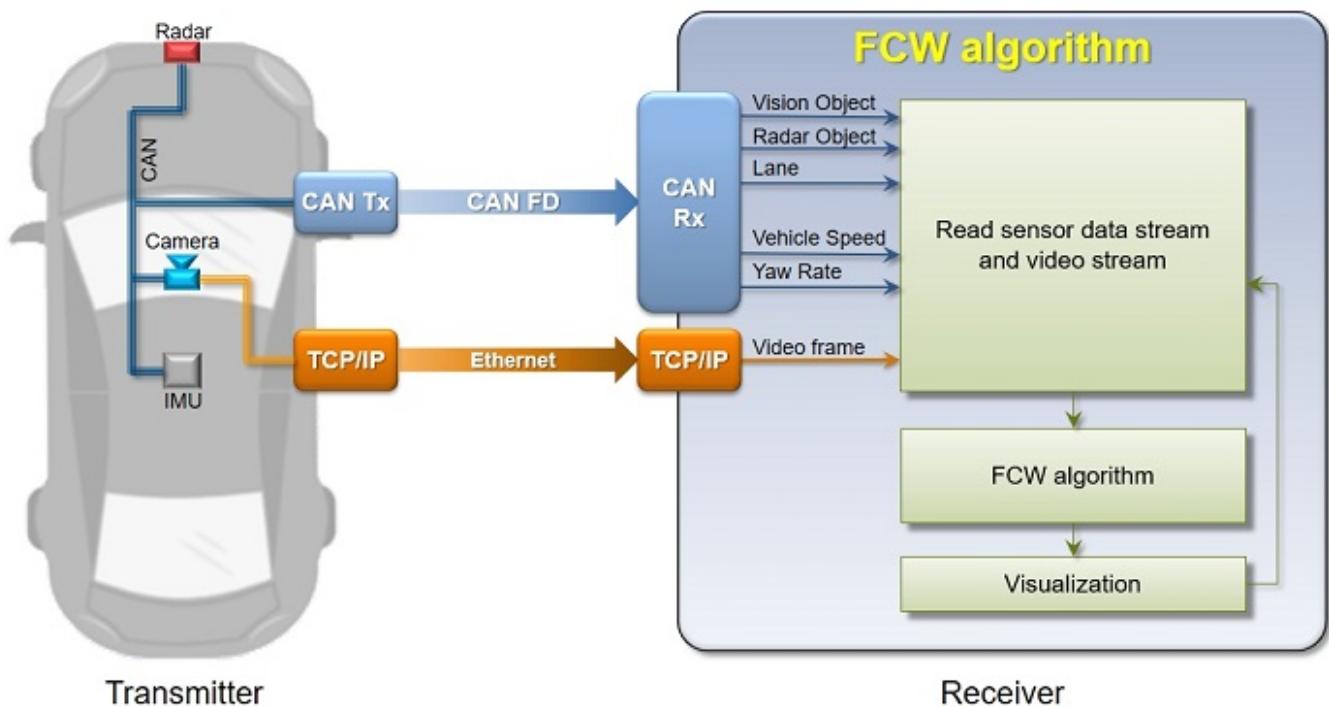 Radar
CAN
Camera
IMU
CAN Tx
TCP/IP
CAN FD
Ethernet
Transmitter
FCW algorithm
CAN
Rx
TCP/IP
Vision Object
Radar Object
Lane
Vehicle Speed
Yaw Rate
Video frame
Read sensor data stream
and video stream
FCW algorithm
Visualization
Receiver